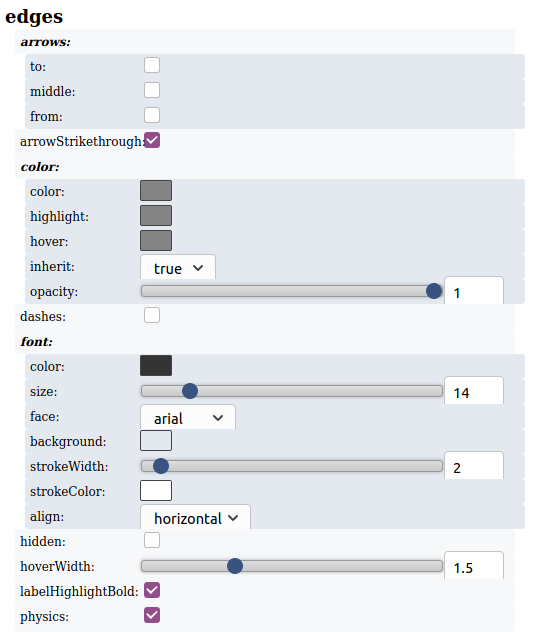 edges
arrows:
to:
middle:
from:
arrowStrikethrough:
color:
color:
highlight:
hover:
inherit: true
opacity: 1
dashes:
font:
color:
size: 14
face: arial
background:
strokeWidth: 2
strokeColor:
align: horizontal
hidden:
hoverWidth: 1.5
labelHighlightBold:
physics: